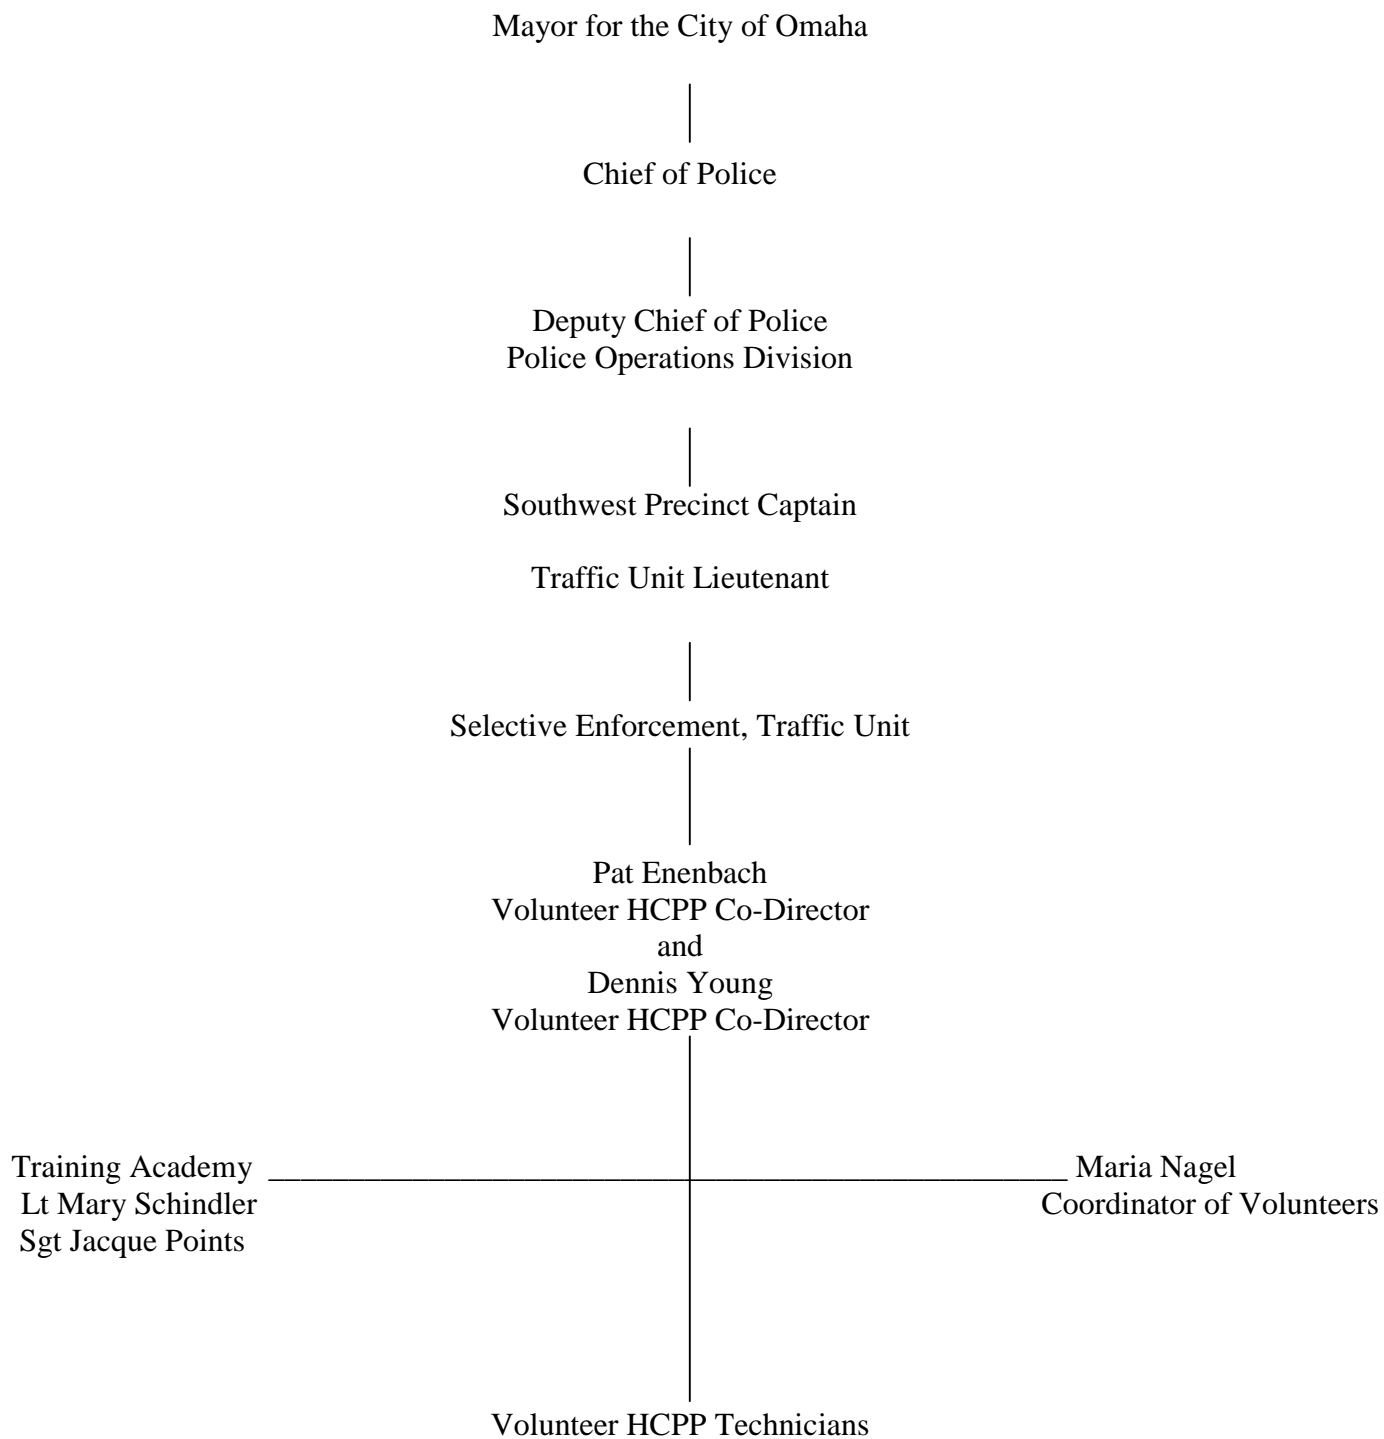 Mayor for the City of Omaha
Chief of Police
Deputy Chief of Police
Police Operations Division
Southwest Precinct Captain
Traffic Unit Lieutenant
Selective Enforcement, Traffic Unit
Pat Enenbach
Volunteer HCPP Co-Director
and
Dennis Young
Volunteer HCPP Co-Director
Training Academy
Lt Mary Schindler
Sgt Jacque Points
Maria Nagel
Coordinator of Volunteers
Volunteer HCPP Technicians